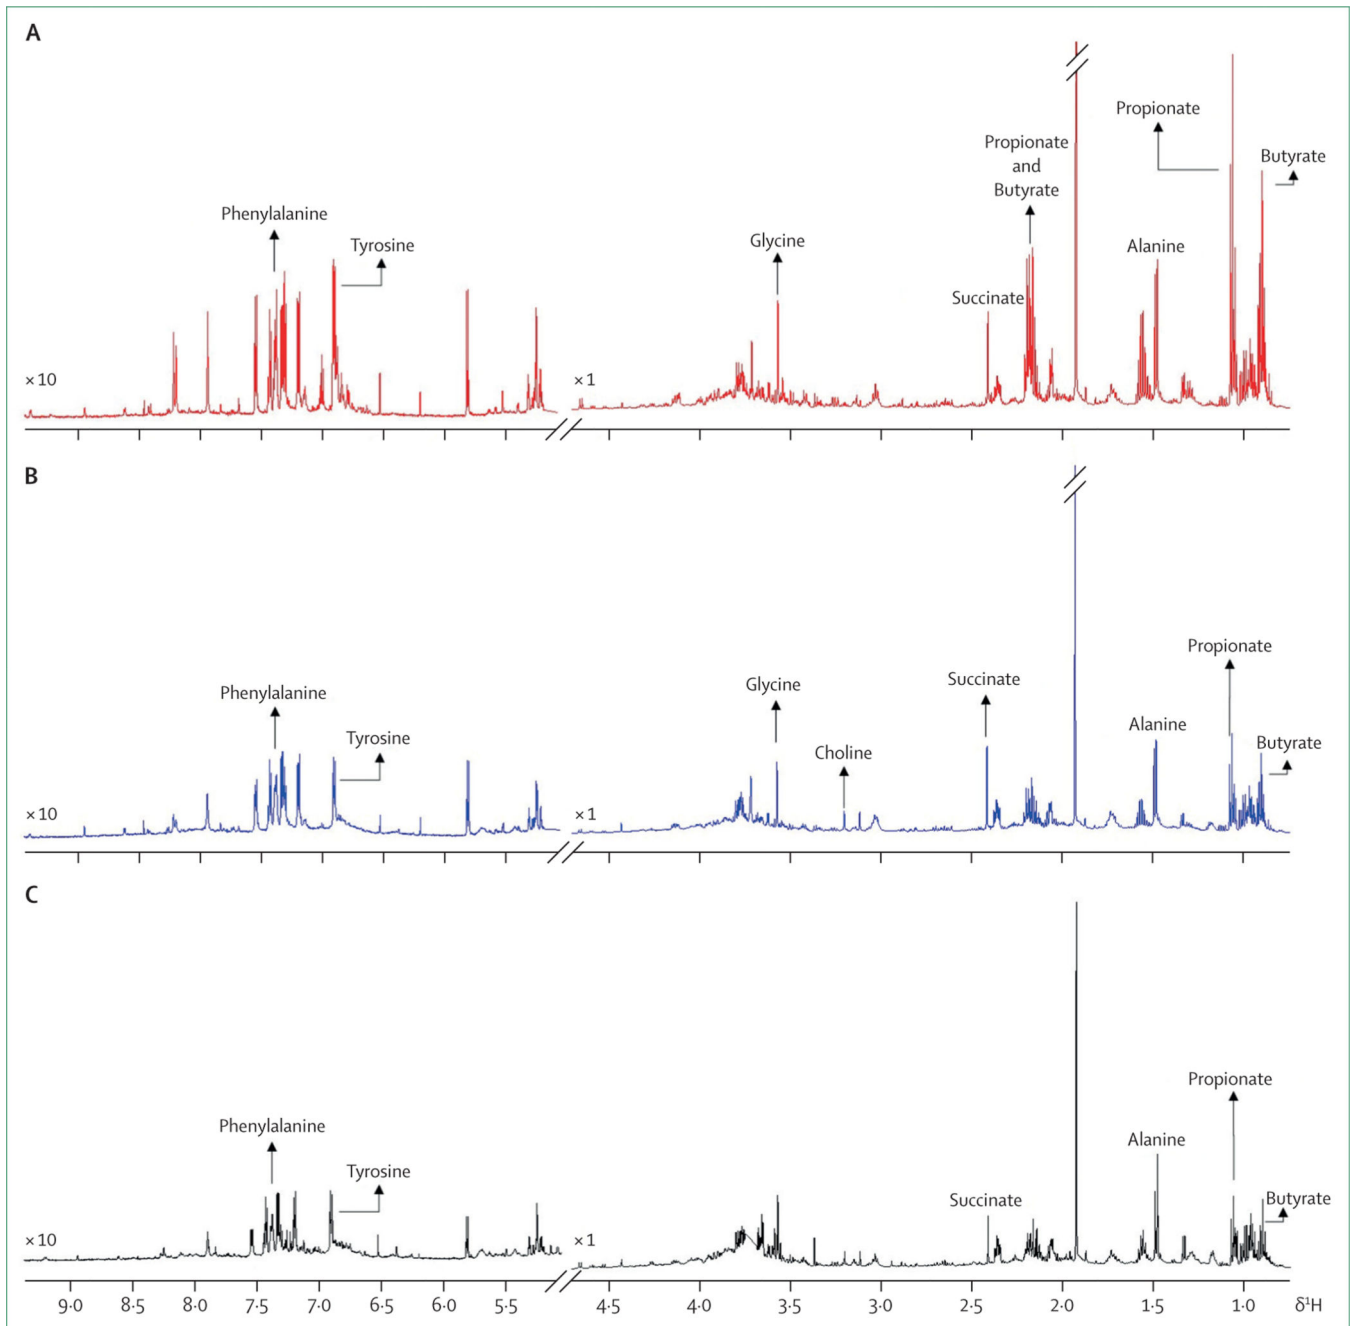 A
Propionate
Propionate
and
Butyrate
Butyrate
Phenylalanine
Tyrosine
Glycine
Alanine
Succinate
×10
×1
B
Propionate
Phenylalanine
Glycine
Succinate
Tyrosine
Choline
Alanine
Butyrate
×10
×1
C
Propionate
Phenylalanine
Alanine
Tyrosine
Succinate
Butyrate
×10
×1
9·0 8·5 8·0 7·5 7·0 6·5 6·0 5·5 4·5 4·0 3·5 3·0 2·5 2·0 1·5 1·0 δ¹H